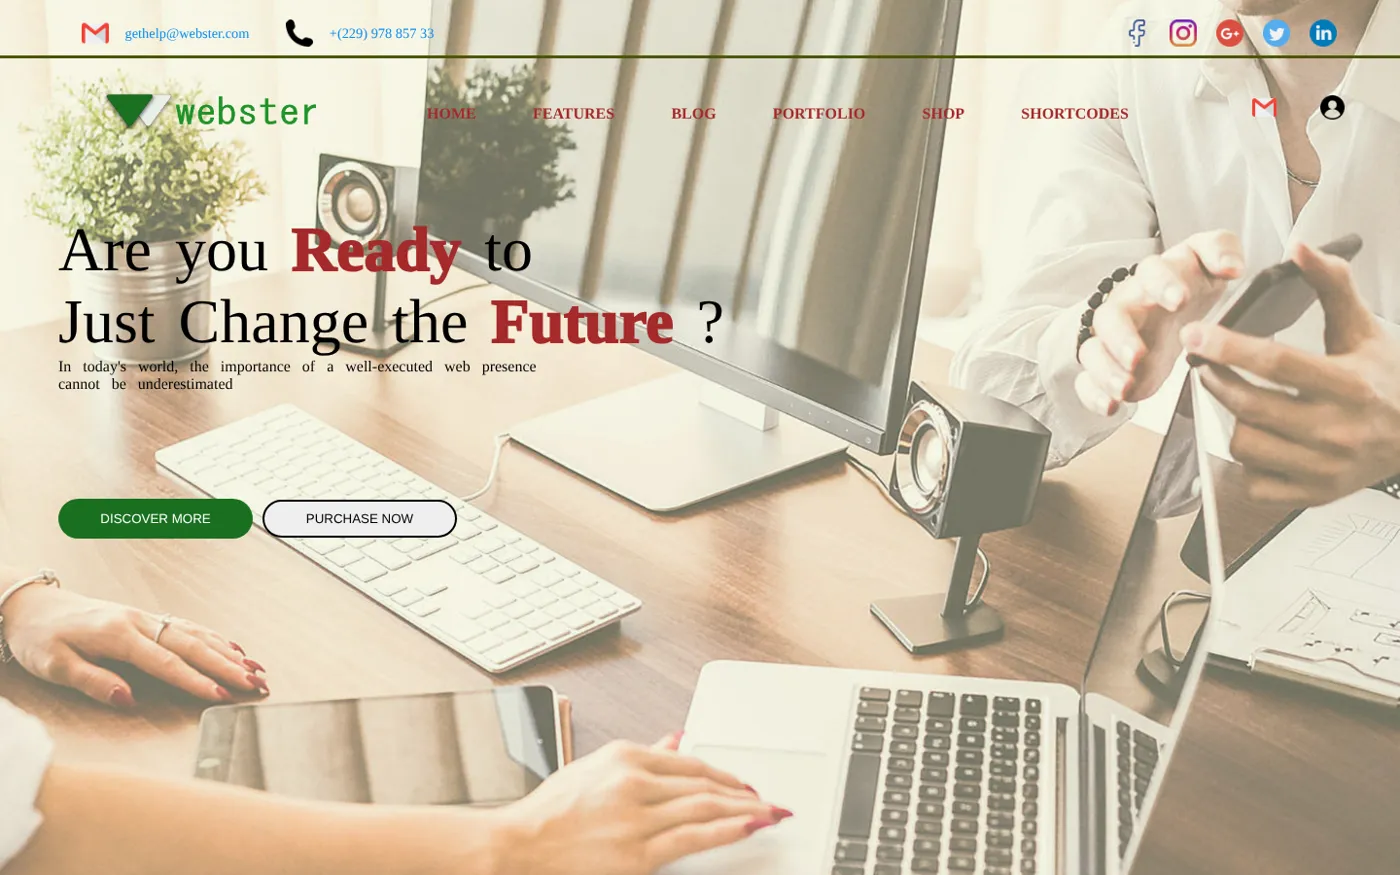 gethelp@webster.com
+(229) 978 857 33
webster
HOME FEATURES BLOG PORTFOLIO SHOP SHORTCODES
Are you Ready to
Just Change the Future ?
In today's world, the importance of a well-executed web presence
cannot be underestimated
DISCOVER MORE
PURCHASE NOW